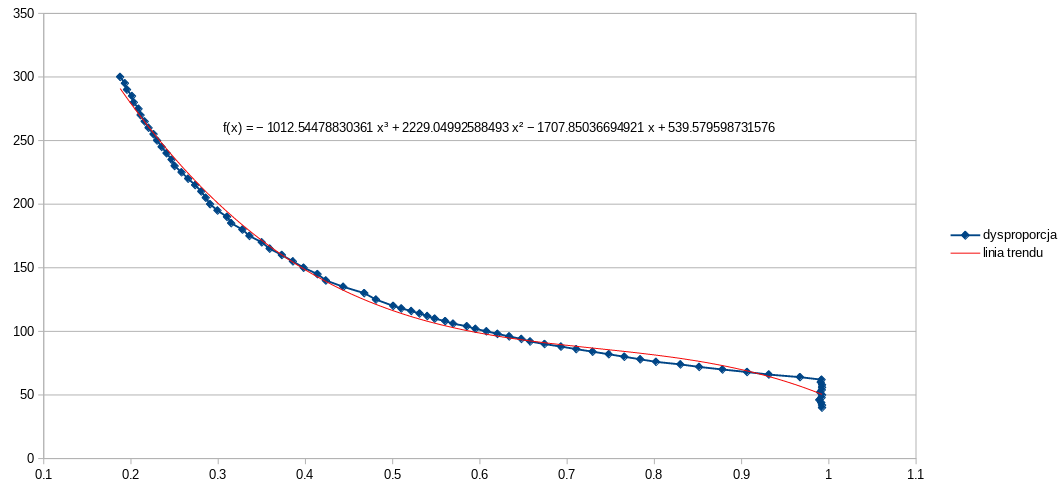 350
300
250
200
150
100
50
0
f(x) = − 1012.54478830361 x³ + 2229.04992588493 x² − 1707.85036694921 x + 539.579598731576
dysproporcja
linia trendu
0.1 0.2 0.3 0.4 0.5 0.6 0.7 0.8 0.9 1 1.1